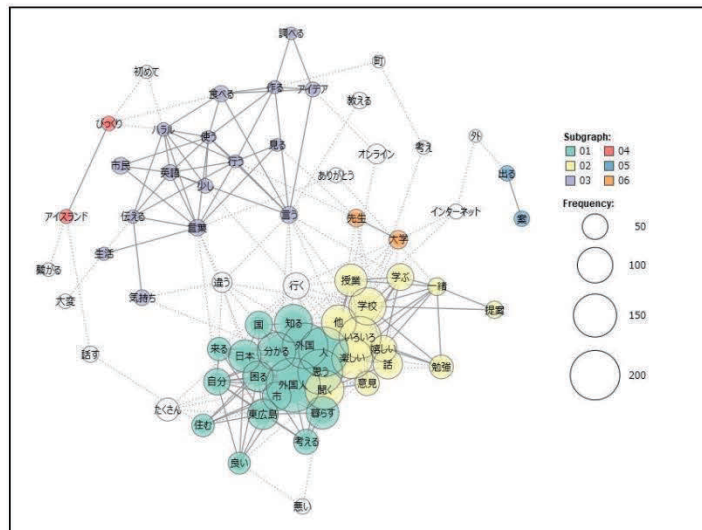 調べる
町
初めて
食べる
作る
アイデア
教える
びっくり
ハラル
使う
見る
外
考え
オンライン
市民
英語
行う
ありがとう
出る
少し
アイスランド
伝える
言葉
言う
先生
インターネット
案
大学
生活
繋がる
気持ち
違う
行く
授業
学ぶ
一緒
大変
学校
提案
国
知る
他
話す
来る
日本
分かる
外国
人
いろいろ
楽しい
嬉しい
話
自分
困る
思う
勉強
外国人
市
聞く
意見
たくさん
住む
東広島
暮らす
考える
良い
悪い
Subgraph:
01 04
02 05
03 06
Frequency:
50
100
150
200